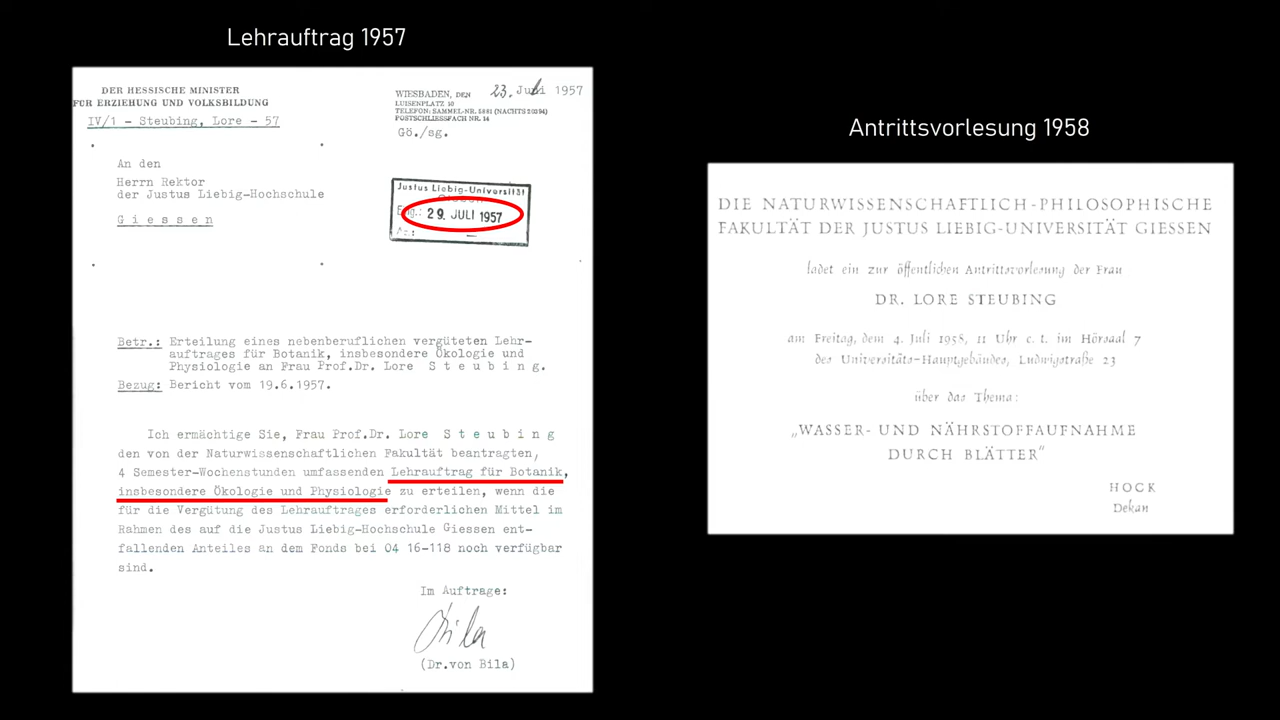 Lehrauftrag 1957
DER HESSISCHE MINISTER
FÜR ERZIEHUNG UND VOLKSBILDUNG
IV/1 - Steubing, Lore - 57
WIESBADEN, DEN 23. Juli 1957
LUISENPLATZ 10
TELEFON: SAMMEL-NR. 5881 (NACHTS 20394)
POSTSCHLIESSFACH NR. 14
Gö./sg.
An den
Herrn Rektor
der Justus Liebig-Hochschule
Giessen
Justus Liebig-Universität
Eing.: 29. JULI 1957
Betr.: Erteilung eines nebenberuflichen vergüteten Lehr-
auftrages für Botanik, insbesondere Ökologie und
Physiologie an Frau Prof.Dr. Lore Steubing.
Bezug: Bericht vom 19.6.1957.
Ich ermächtige Sie, Frau Prof.Dr. Lore Steubing
den von der Naturwissenschaftlichen Fakultät beantragten,
4 Semester-Wochenstunden umfassenden Lehrauftrag für Botanik,
insbesondere Ökologie und Physiologie zu erteilen, wenn die
für die Vergütung des Lehrauftrages erforderlichen Mittel im
Rahmen des auf die Justus Liebig-Hochschule Giessen ent-
fallenden Anteiles an dem Fonds bei 04 16-118 noch verfügbar
sind.
Im Auftrage:
(Dr.von Bila)
Antrittsvorlesung 1958
DIE NATURWISSENSCHAFTLICH-PHILOSOPHISCHE
FAKULTÄT DER JUSTUS LIEBIG-UNIVERSITÄT GIESSEN
ladet ein zur öffentlichen Antrittsvorlesung der Frau
DR. LORE STEUBING
am Freitag, dem 4. Juli 1958, 11 Uhr c. t. im Hörsaal 7
des Universitäts-Hauptgebäudes, Ludwigstraße 23
über das Thema:
„WASSER- UND NÄHRSTOFFAUFNAHME
DURCH BLÄTTER"
HOCK
Dekan